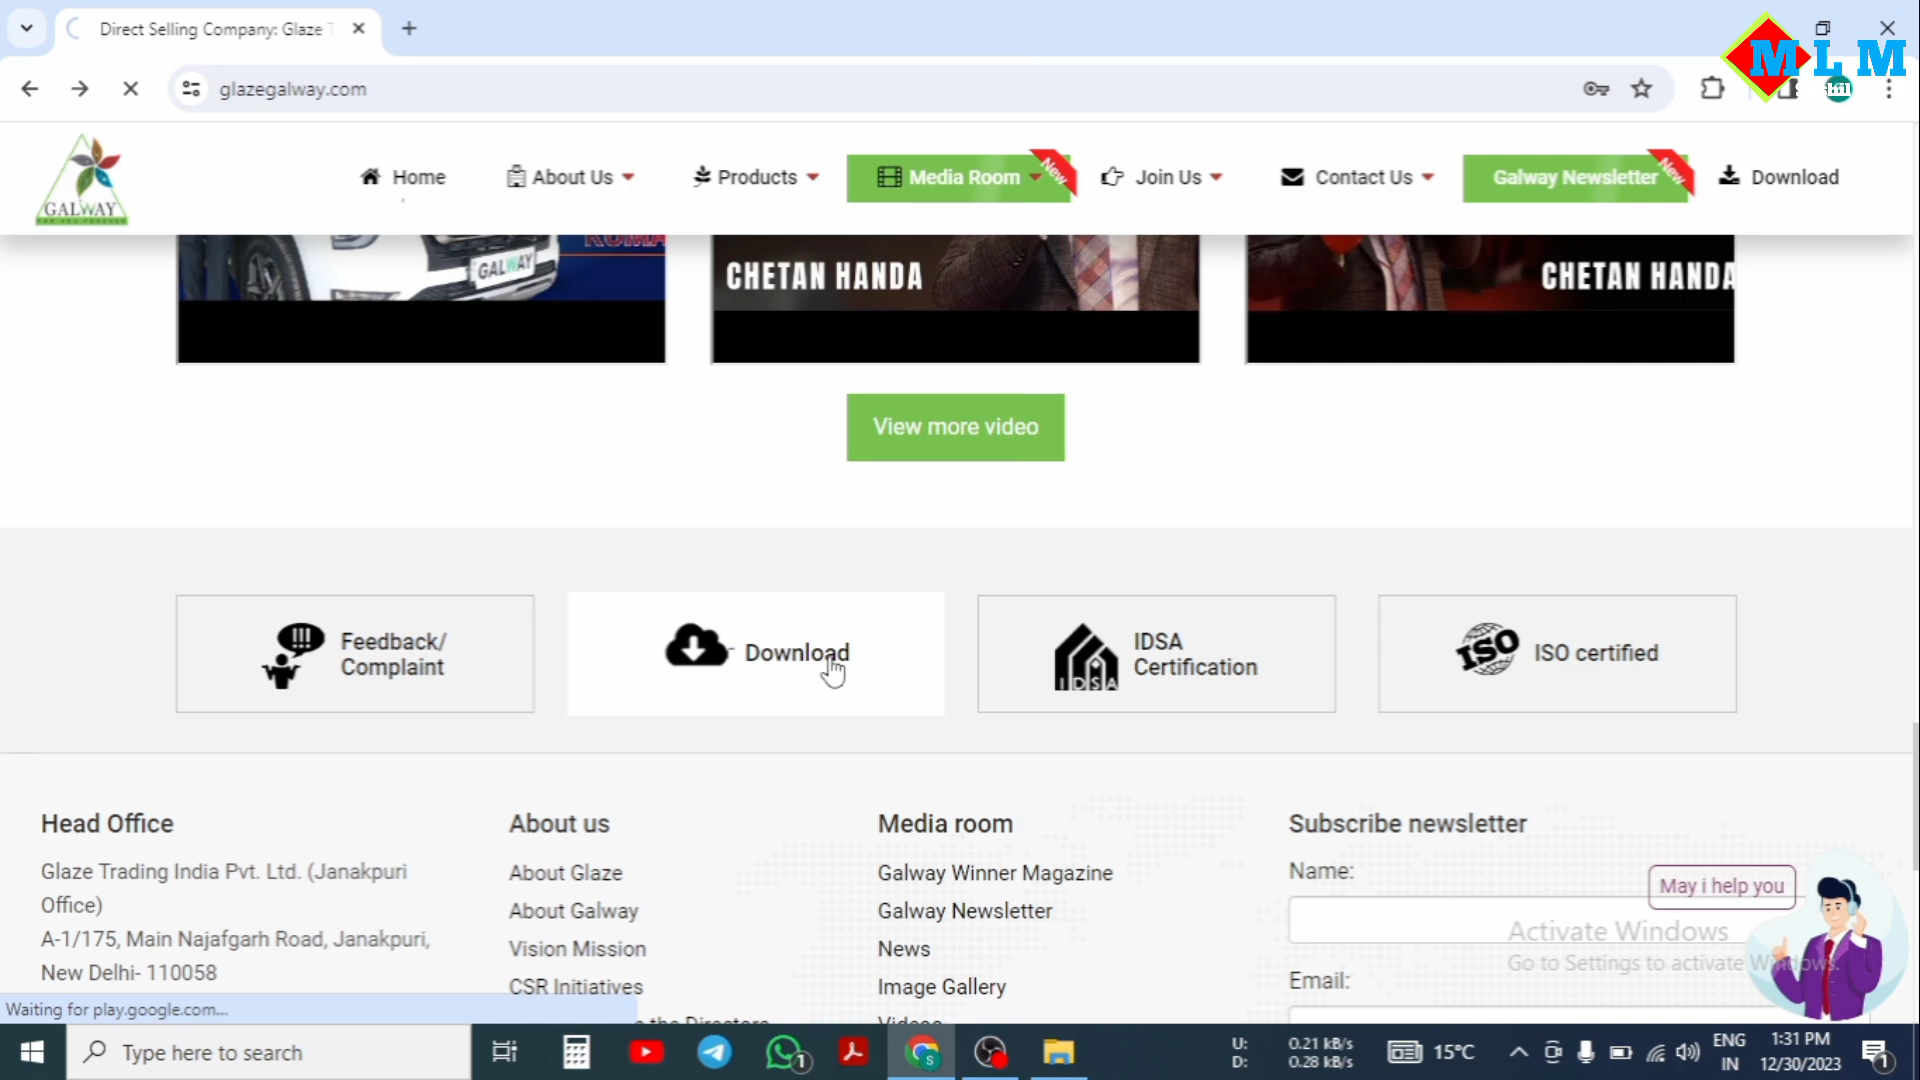 Direct Selling Company: Glaze T
glazegalway.com
M L M
GALWAY
FOR YOU FOREVER
Home
About Us
Products
Media Room
New
Join Us
Contact Us
Galway Newsletter
New
Download
GALWAY
CHETAN HANDA
CHETAN HANDA
View more video
Feedback/
Complaint
Download
IDSA
IDSA
Certification
ISO
ISO certified
Head Office
Glaze Trading India Pvt. Ltd. (Janakpuri
Office)
A-1/175, Main Najafgarh Road, Janakpuri,
New Delhi- 110058
About us
About Glaze
About Galway
Vision Mission
CSR Initiatives
Media room
Galway Winner Magazine
Galway Newsletter
News
Image Gallery
Videos
Subscribe newsletter
Name:
Email:
May i help you
Activate Windows
Go to Settings to activate Windows.
Waiting for play.google.com...
Type here to search
1
S
U: 0.21 kB/s
D: 0.28 kB/s
15°C
ENG
IN
1:31 PM
12/30/2023
1